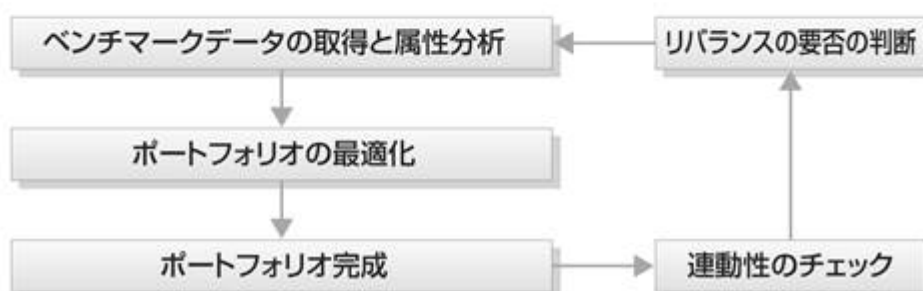 ベンチマークデータの取得と属性分析
リバランスの要否の判断
ポートフォリオの最適化
ポートフォリオ完成
連動性のチェック